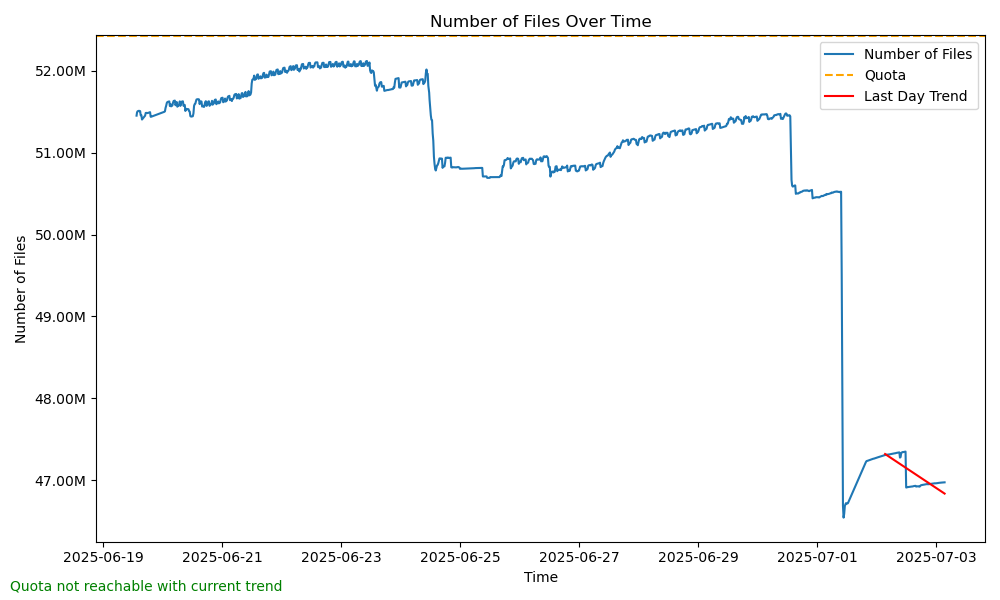 Number of Files Over Time
Number of Files
Quota
Last Day Trend
52.00M
51.00M
50.00M
49.00M
48.00M
47.00M
Number of Files
2025-06-19
2025-06-21
2025-06-23
2025-06-25
2025-06-27
2025-06-29
2025-07-01
2025-07-03
Time
Quota not reachable with current trend